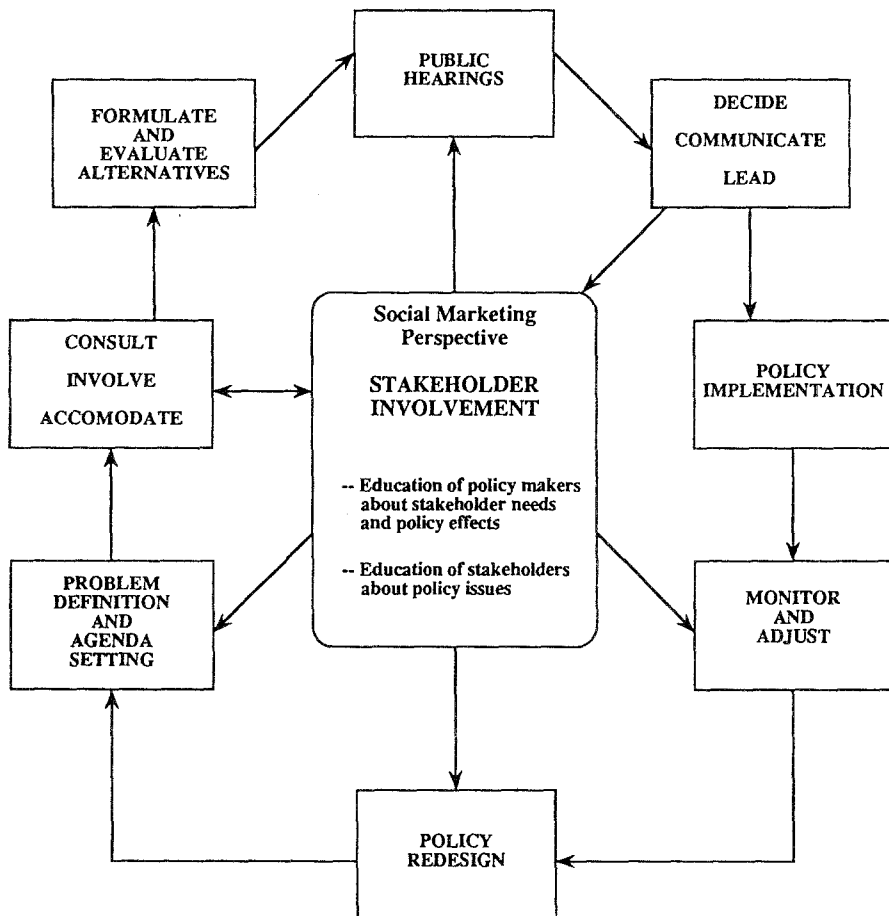 PUBLIC
HEARINGS
FORMULATE
AND
EVALUATE
ALTERNATIVES
DECIDE
COMMUNICATE
LEAD
Social Marketing
Perspective
STAKEHOLDER
INVOLVEMENT
-- Education of policy makers
about stakeholder needs
and policy effects
-- Education of stakeholders
about policy issues
CONSULT
INVOLVE
ACCOMODATE
POLICY
IMPLEMENTATION
PROBLEM
DEFINITION
AND
AGENDA
SETTING
MONITOR
AND
ADJUST
POLICY
REDESIGN